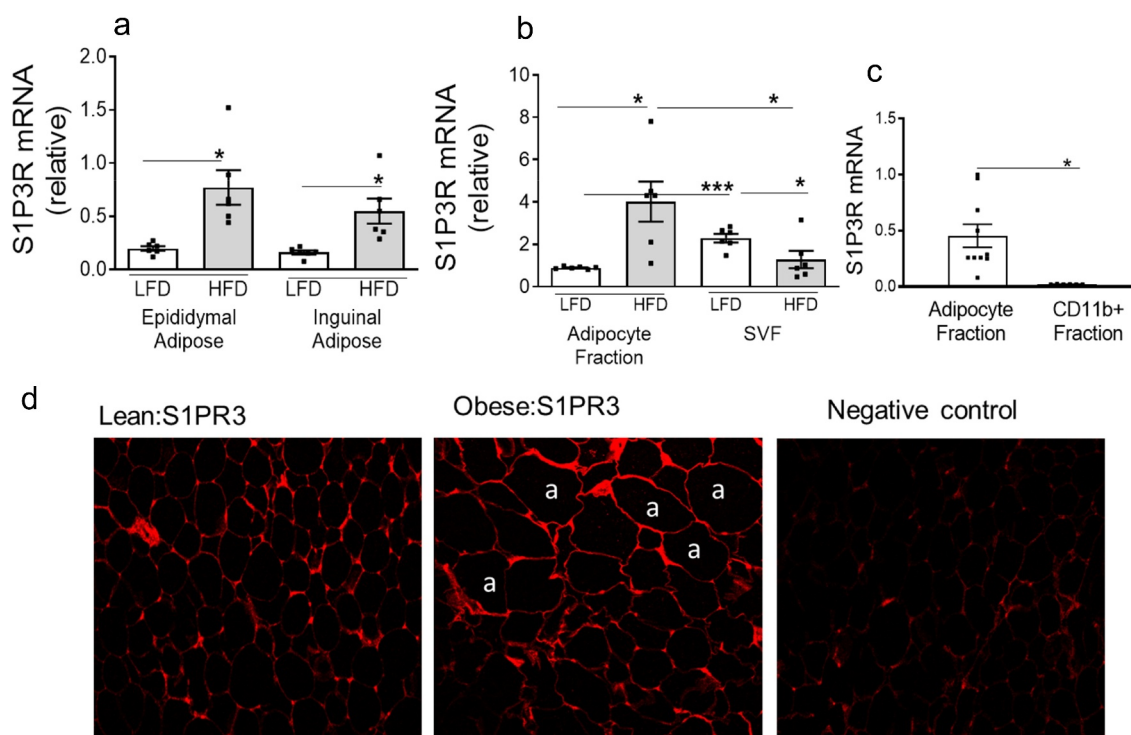 a
S1P3R mRNA
(relative)
2.0
1.5
1.0
0.5
0.0
*
*
LFD
HFD
LFD
HFD
Epididymal
Adipose
Inguinal
Adipose
b
S1P3R mRNA
(relative)
10
8
6
4
2
0
*
*
***
*
LFD
HFD
LFD
HFD
Adipocyte
Fraction
SVF
c
S1P3R mRNA
1.5
1.0
0.5
0.0
*
Adipocyte
Fraction
CD11b+
Fraction
d
Lean:S1PR3
Obese:S1PR3
Negative control
a
a
a
a
a